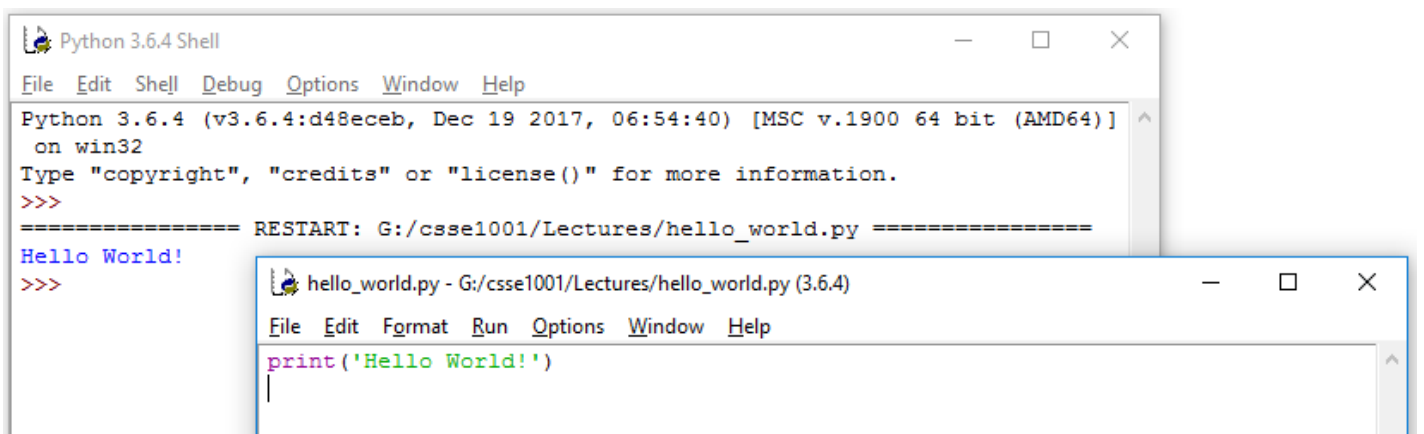 Python 3.6.4 Shell
File Edit Shell Debug Options Window Help
Python 3.6.4 (v3.6.4:d48eceb, Dec 19 2017, 06:54:40) [MSC v.1900 64 bit (AMD64)]
on win32
Type "copyright", "credits" or "license()" for more information.
>>>
================ RESTART: G:/csse1001/Lectures/hello_world.py ================
Hello World!
>>>
hello_world.py - G:/csse1001/Lectures/hello_world.py (3.6.4)
File Edit Format Run Options Window Help
print('Hello World!')